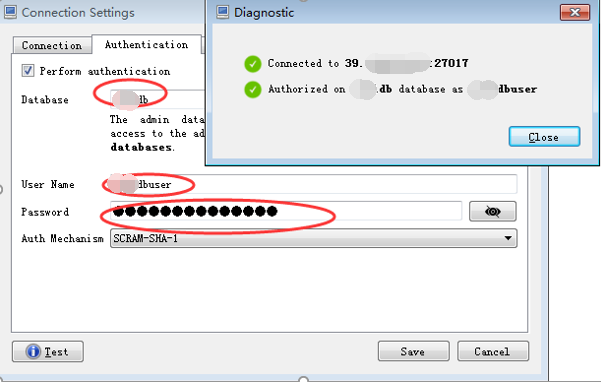 Connection Settings
Connection
Authentication
Perform authentication
Database
db
The admin data
access to the ad
databases.
User Name
dbuser
Password
●●●●●●●●●●●●●●
Auth Mechanism
SCRAM-SHA-1
Test
Save
Cancel
Diagnostic
Connected to 39. :27017
Authorized on db database as dbuser
Close